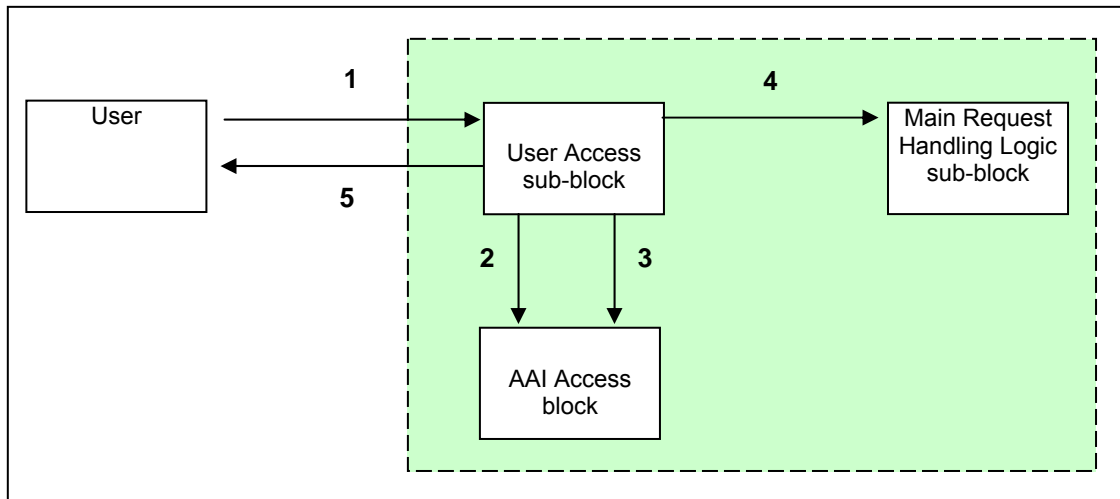 1
4
User
User Access
sub-block
Main Request
Handling Logic
sub-block
5
2
3
AAI Access
block